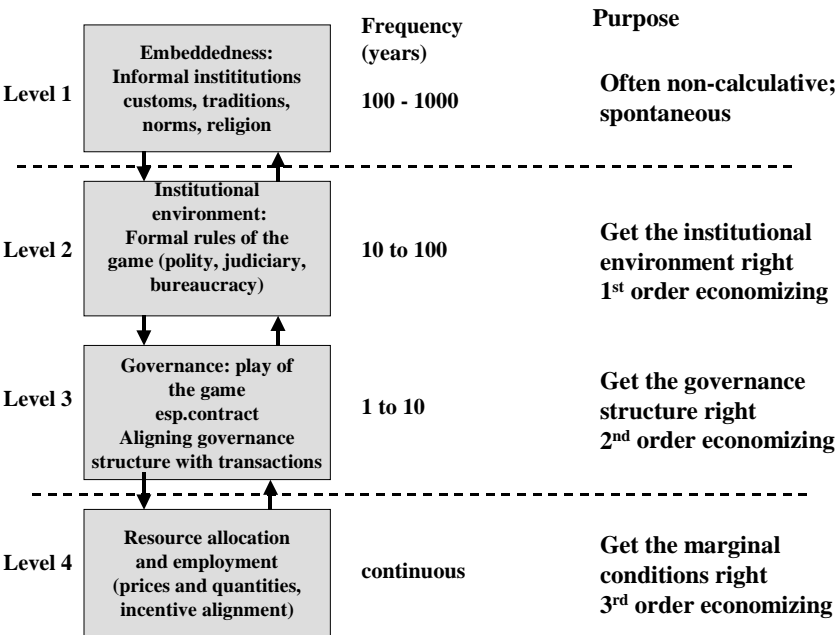 Frequency
(years)
Purpose
Level 1
Embeddedness:
Informal instititutions
customs, traditions,
norms, religion
100 - 1000
Often non-calculative;
spontaneous
Level 2
Institutional
environment:
Formal rules of the
game (polity, judiciary,
bureaucracy)
10 to 100
Get the institutional
environment right
1st order economizing
Level 3
Governance: play of
the game
esp.contract
Aligning governance
structure with transactions
1 to 10
Get the governance
structure right
2nd order economizing
Level 4
Resource allocation
and employment
(prices and quantities,
incentive alignment)
continuous
Get the marginal
conditions right
3rd order economizing